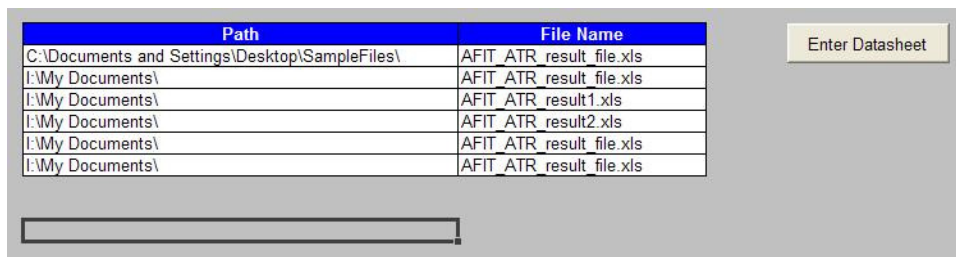 Path File Name
C:\Documents and Settings\Desktop\SampleFiles\ AFIT_ATR_result_file.xls
I:\My Documents\ AFIT_ATR_result_file.xls
I:\My Documents\ AFIT_ATR_result1.xls
I:\My Documents\ AFIT_ATR_result2.xls
I:\My Documents\ AFIT_ATR_result_file.xls
I:\My Documents\ AFIT_ATR_result_file.xls
Enter Datasheet